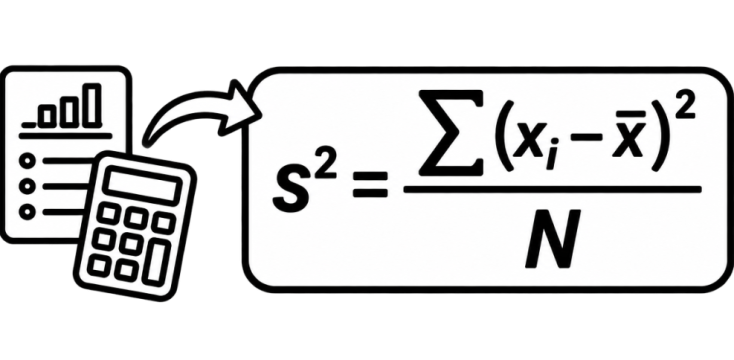 s² = ∑(xᵢ − x̄)² / N